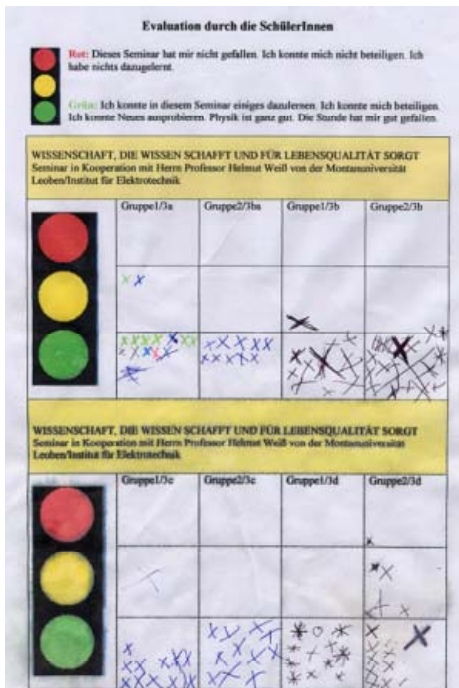 Evaluation durch die SchülerInnen
Rot: Dieses Seminar hat mir nicht gefallen. Ich konnte mich nicht beteiligen. Ich
habe nichts dazugelernt.
Grün: Ich konnte in diesem Seminar einiges dazulernen. Ich konnte mich beteiligen.
Ich konnte Neues ausprobieren. Physik ist ganz gut. Die Stunde hat mir gut gefallen.
WISSENSCHAFT, DIE WISSEN SCHAFFT UND FÜR LEBENSQUALITÄT SORGT
Seminar in Kooperation mit Herrn Professor Helmut Weiß von der Montanuniversität
Leoben/Institut für Elektrotechnik
Gruppe1/3a Gruppe2/3ba Gruppe1/3b Gruppe2/3b
WISSENSCHAFT, DIE WISSEN SCHAFFT UND FÜR LEBENSQUALITÄT SORGT
Seminar in Kooperation mit Herrn Professor Helmut Weiß von der Montanuniversität
Leoben/Institut für Elektrotechnik
Gruppe1/3c Gruppe2/3c Gruppe1/3d Gruppe2/3d